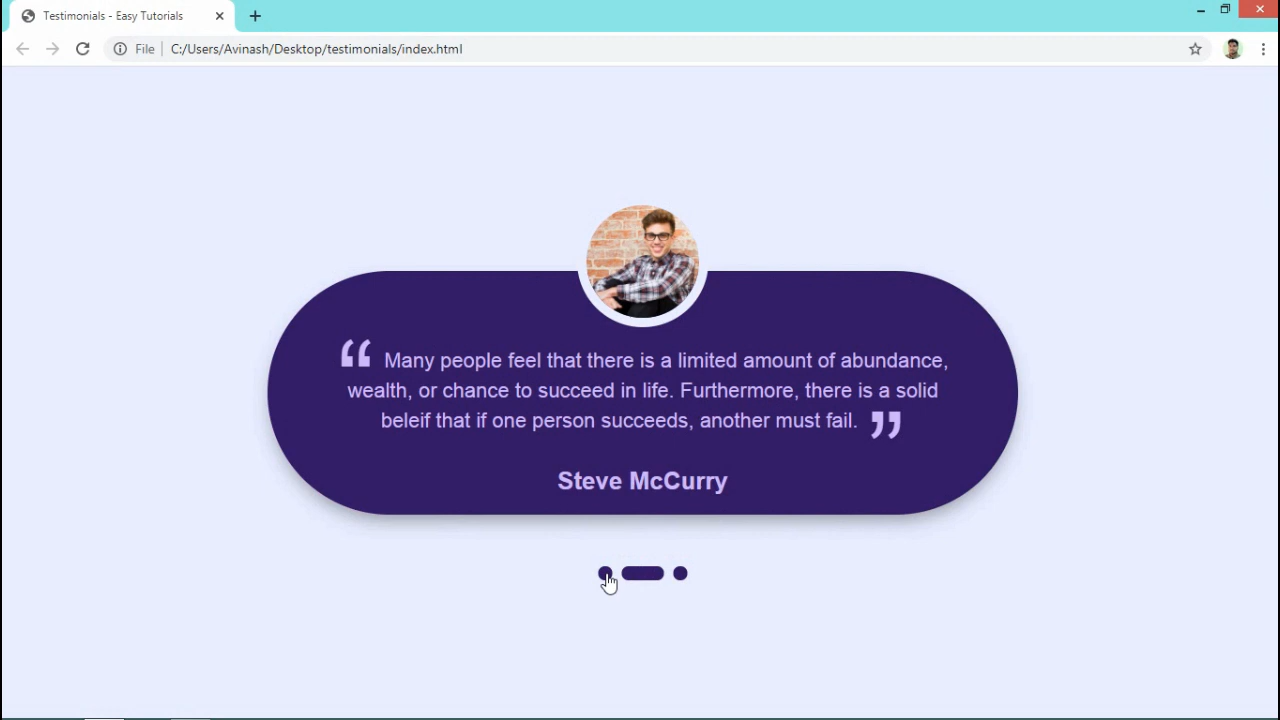 Testimonials - Easy Tutorials
File | C:/Users/Avinash/Desktop/testimonials/index.html
“ Many people feel that there is a limited amount of abundance,
wealth, or chance to succeed in life. Furthermore, there is a solid
beleif that if one person succeeds, another must fail. ”
Steve McCurry